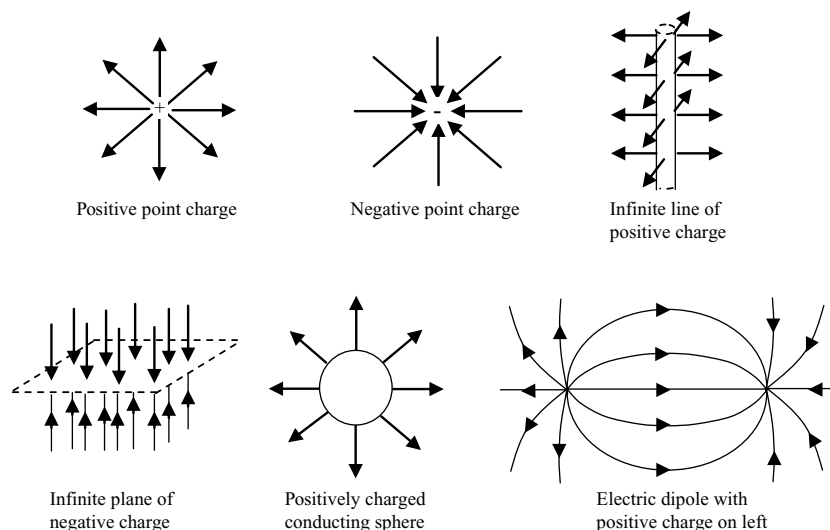 +
-
Positive point charge
Negative point charge
Infinite line of
positive charge
Infinite plane of
negative charge
Positively charged
conducting sphere
Electric dipole with
positive charge on left